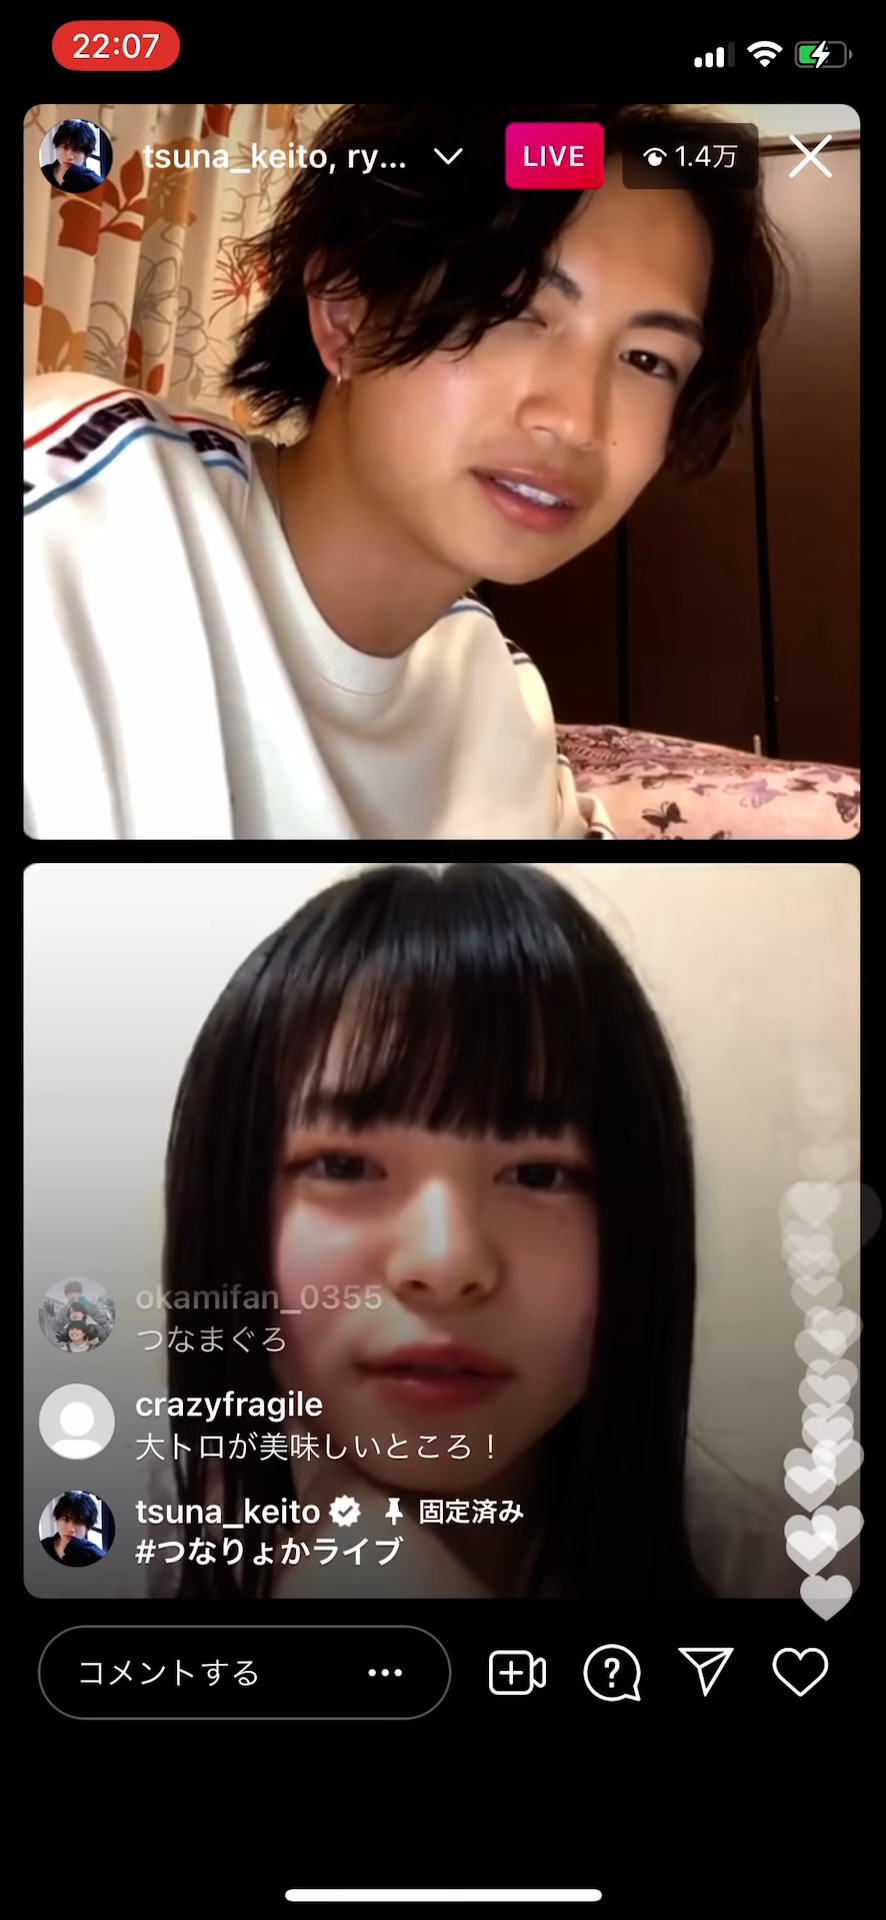 22:07
tsuna_keito, ry...
LIVE
1.4万
okamifan_0355
つなまぐろ
crazyfragile
大トロが美味しいところ！
tsuna_keito 固定済み
#つなりょかライブ
コメントする